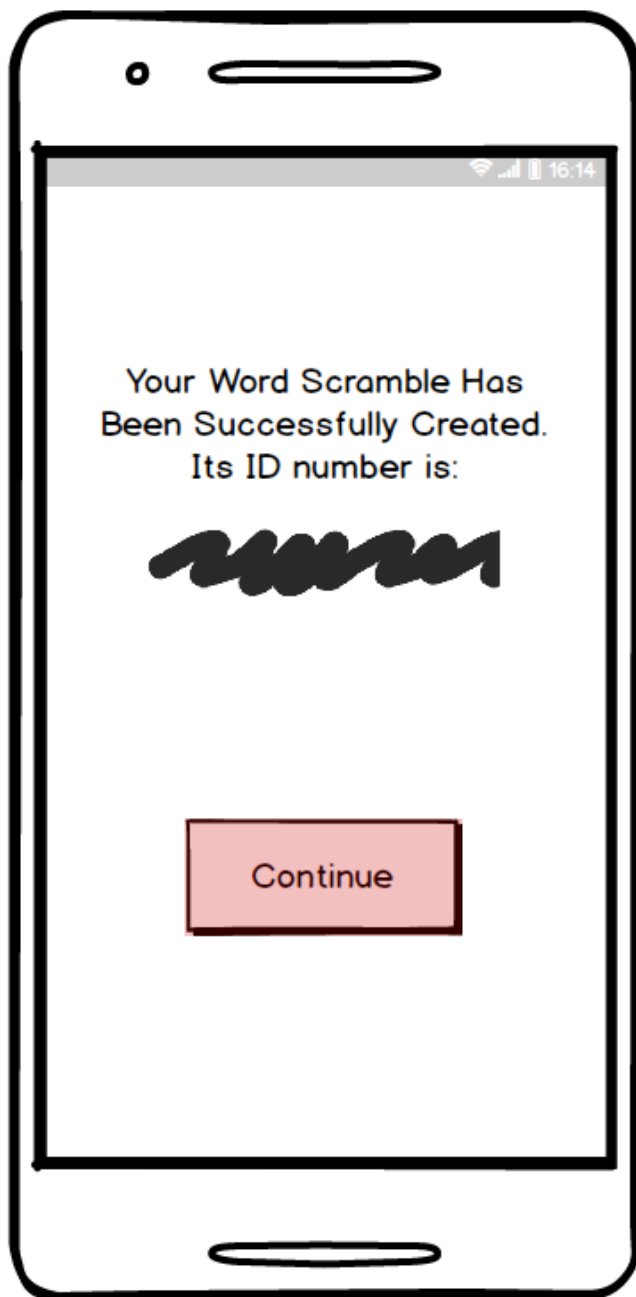 16:14
Your Word Scramble Has
Been Successfully Created.
Its ID number is:
Continue